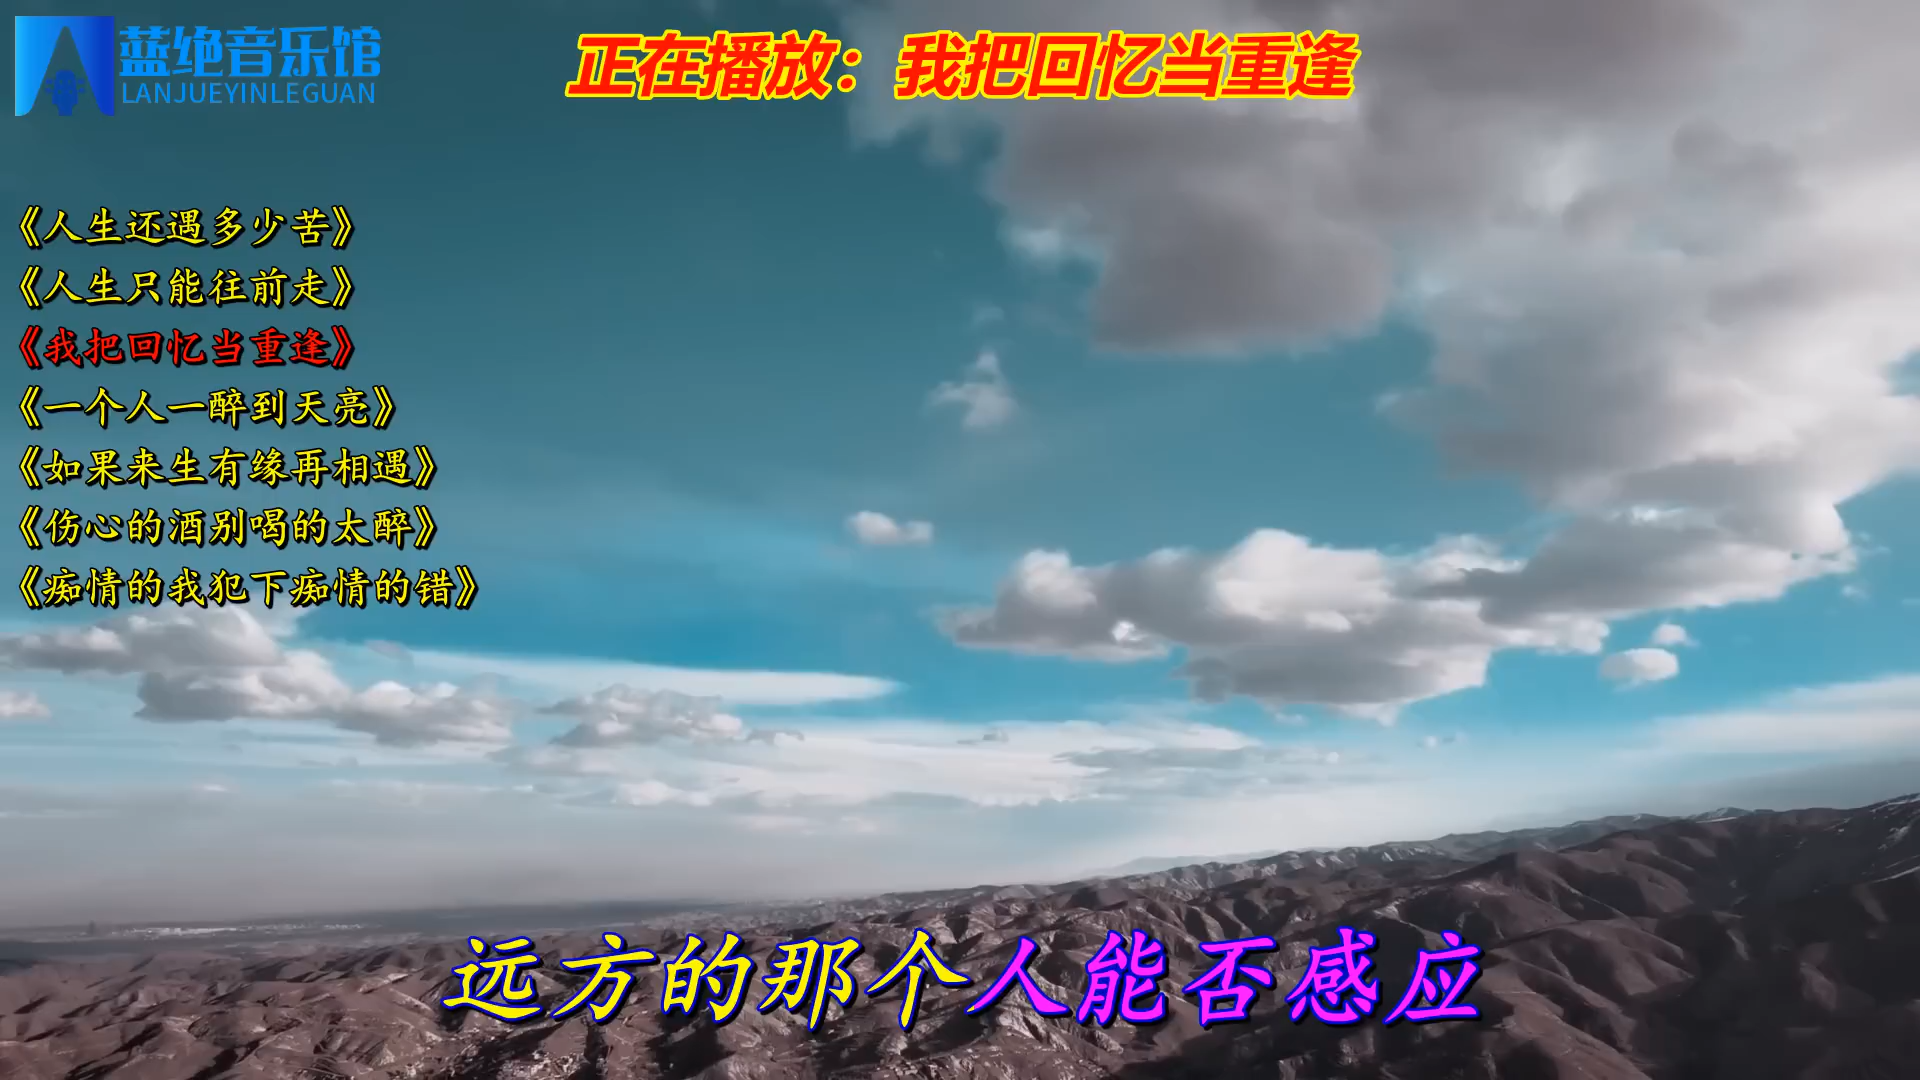 蓝绝音乐馆
LANJUEYINLEGUAN
正在播放：我把回忆当重逢
《人生还遇多少苦》
《人生只能往前走》
《我把回忆当重逢》
《一个人一醉到天亮》
《如果来生有缘再相遇》
《伤心的酒别喝的太醉》
《痴情的我犯下痴情的错》
远方的那个人能否感应